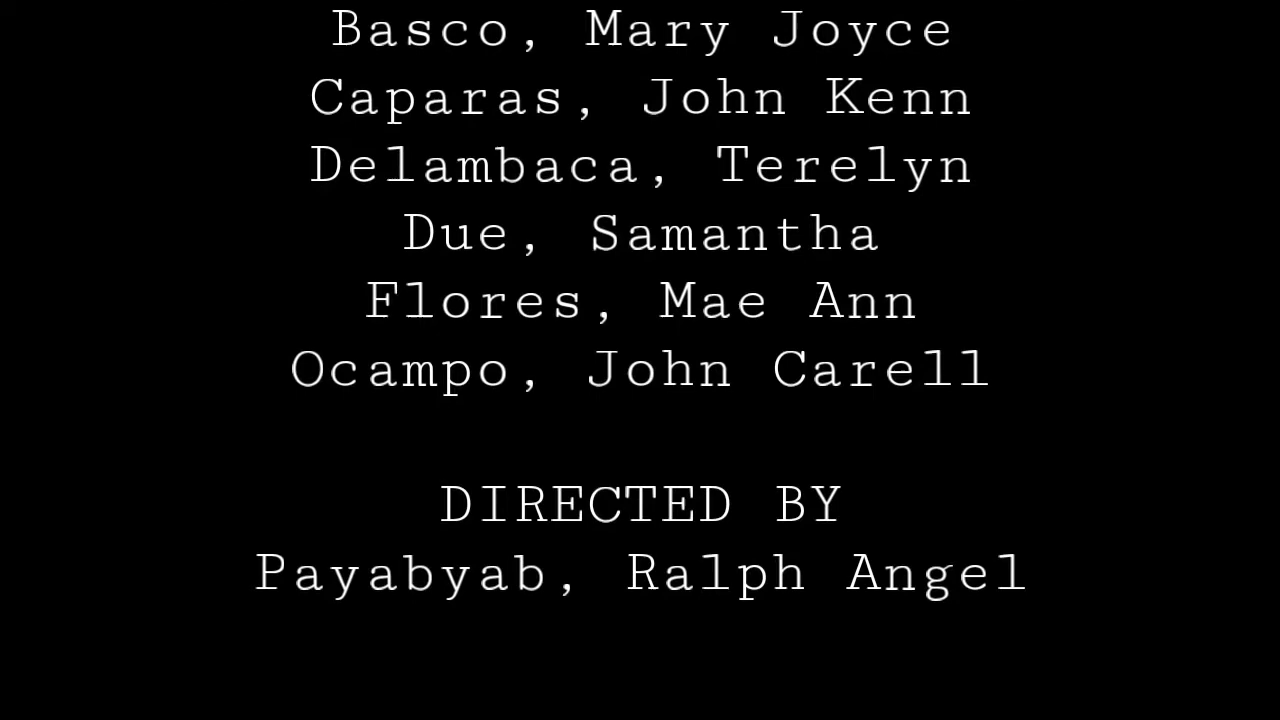 Basco, Mary Joyce
Caparas, John Kenn
Delambaca, Terelyn
Due, Samantha
Flores, Mae Ann
Ocampo, John Carell
DIRECTED BY
Payabyab, Ralph Angel